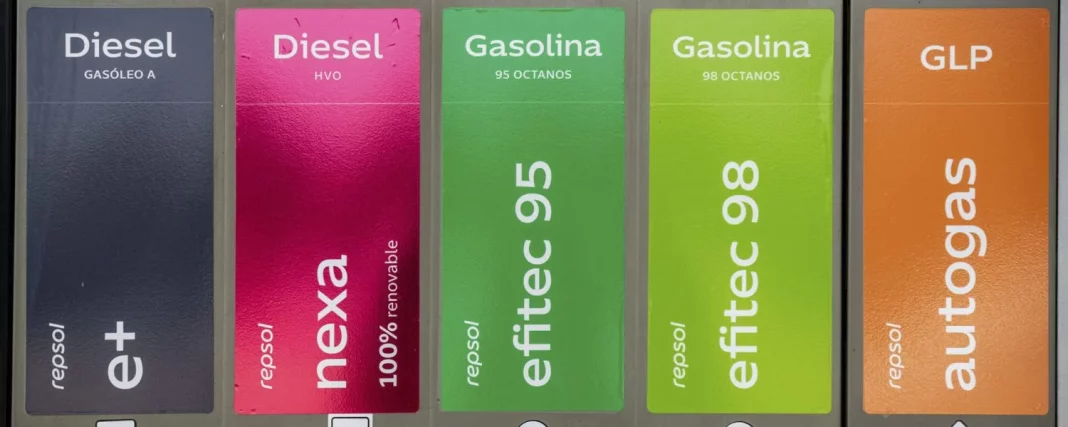 Diesel
GASÓLEO A
repsol
e+
Diesel
HVO
repsol
nexa
100% renovable
Gasolina
95 OCTANOS
repsol
efitec 95
Gasolina
98 OCTANOS
repsol
efitec 98
GLP
repsol
autogas